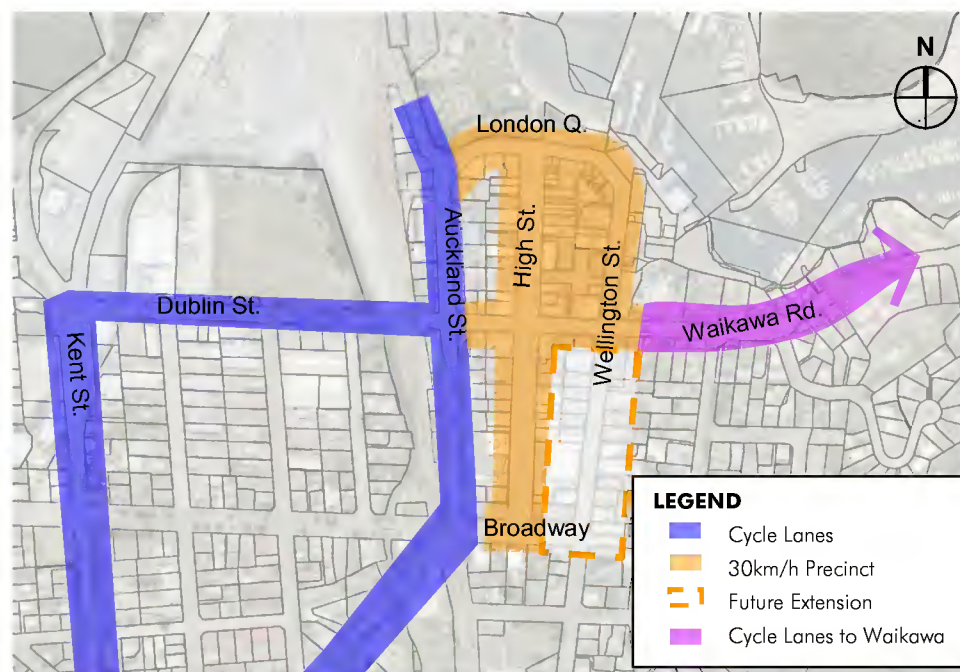 N
London Q.
Auckland St.
High St.
Wellington St.
Dublin St.
Waikawa Rd.
Kent St.
Broadway
LEGEND
Cycle Lanes
30km/h Precinct
Future Extension
Cycle Lanes to Waikawa